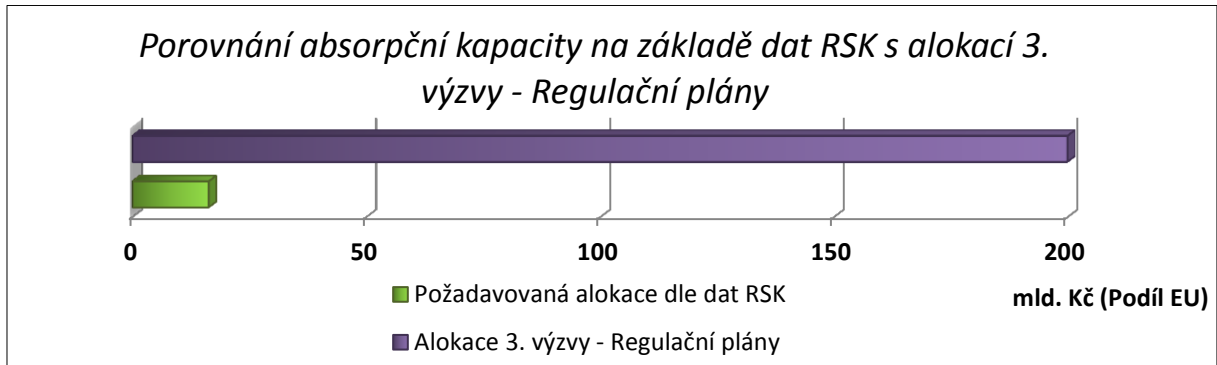 Porovnání absorpční kapacity na základě dat RSK s alokací 3.
výzvy - Regulační plány
0 50 100 150 200
Požadavovaná alokace dle dat RSK
mld. Kč (Podíl EU)
Alokace 3. výzvy - Regulační plány